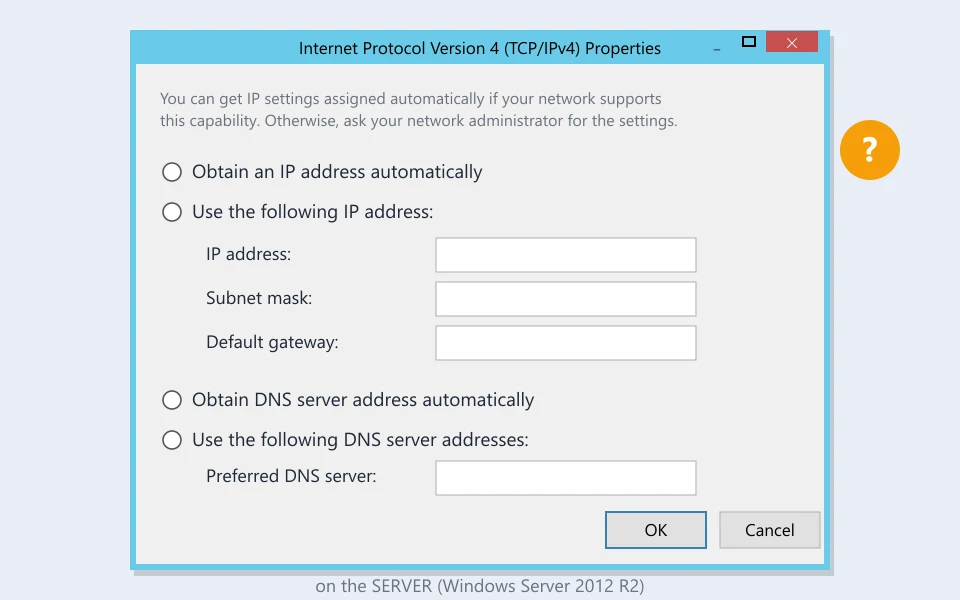 Internet Protocol Version 4 (TCP/IPv4) Properties
You can get IP settings assigned automatically if your network supports
this capability. Otherwise, ask your network administrator for the settings.
?
Obtain an IP address automatically
Use the following IP address:
IP address:
Subnet mask:
Default gateway:
Obtain DNS server address automatically
Use the following DNS server addresses:
Preferred DNS server:
OK
Cancel
on the SERVER (Windows Server 2012 R2)